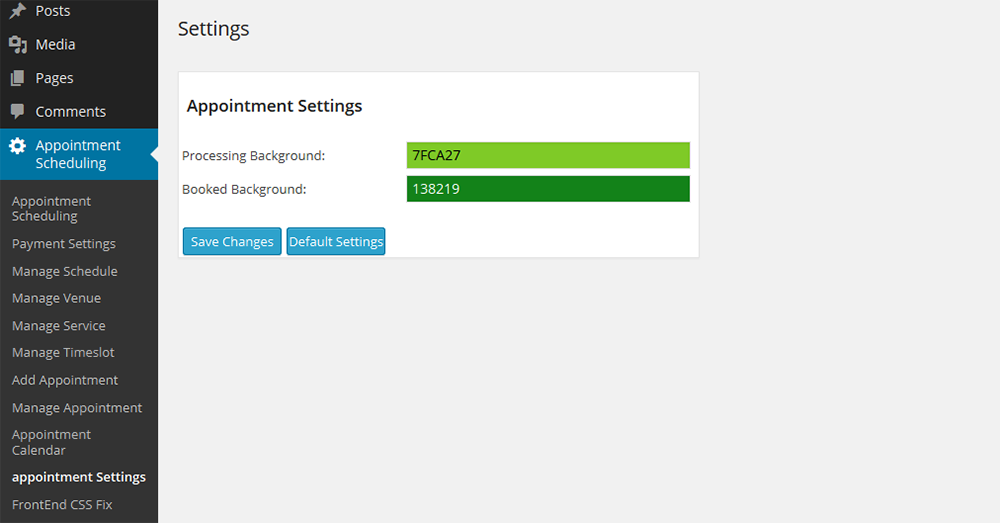 Posts
Media
Pages
Comments
Appointment
Scheduling
Appointment
Scheduling
Payment Settings
Manage Schedule
Manage Venue
Manage Service
Manage Timeslot
Add Appointment
Manage Appointment
Appointment
Calendar
appointment Settings
FrontEnd CSS Fix
Settings
Appointment Settings
Processing Background: 7FCA27
Booked Background: 138219
Save Changes Default Settings